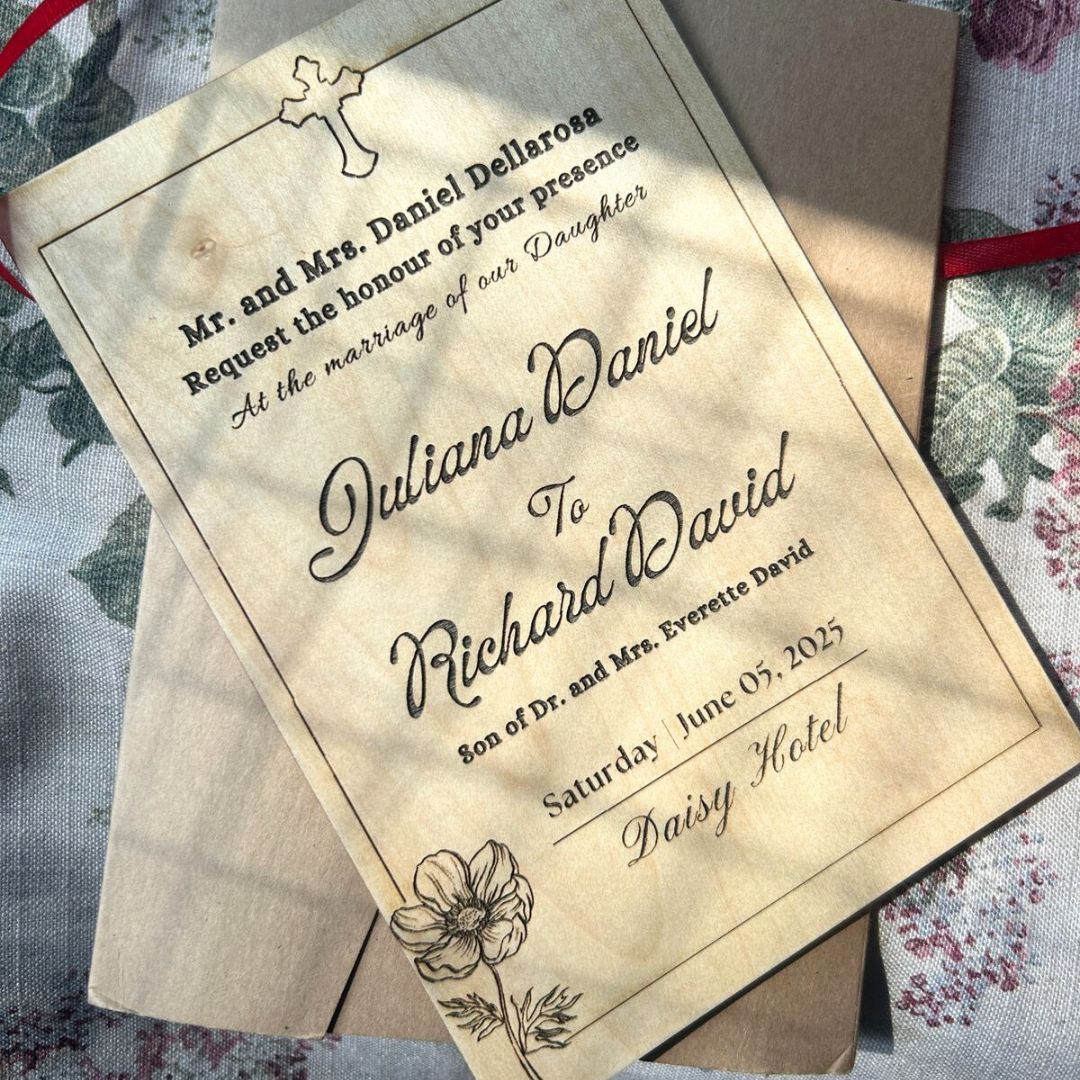 Mr. and Mrs. Daniel Dellarosa
Request the honour of your presence
At the marriage of our Daughter
Juliana Daniel
To
Richard David
Son of Dr. and Mrs. Everette David
Saturday | June 05, 2025
Daisy Hotel